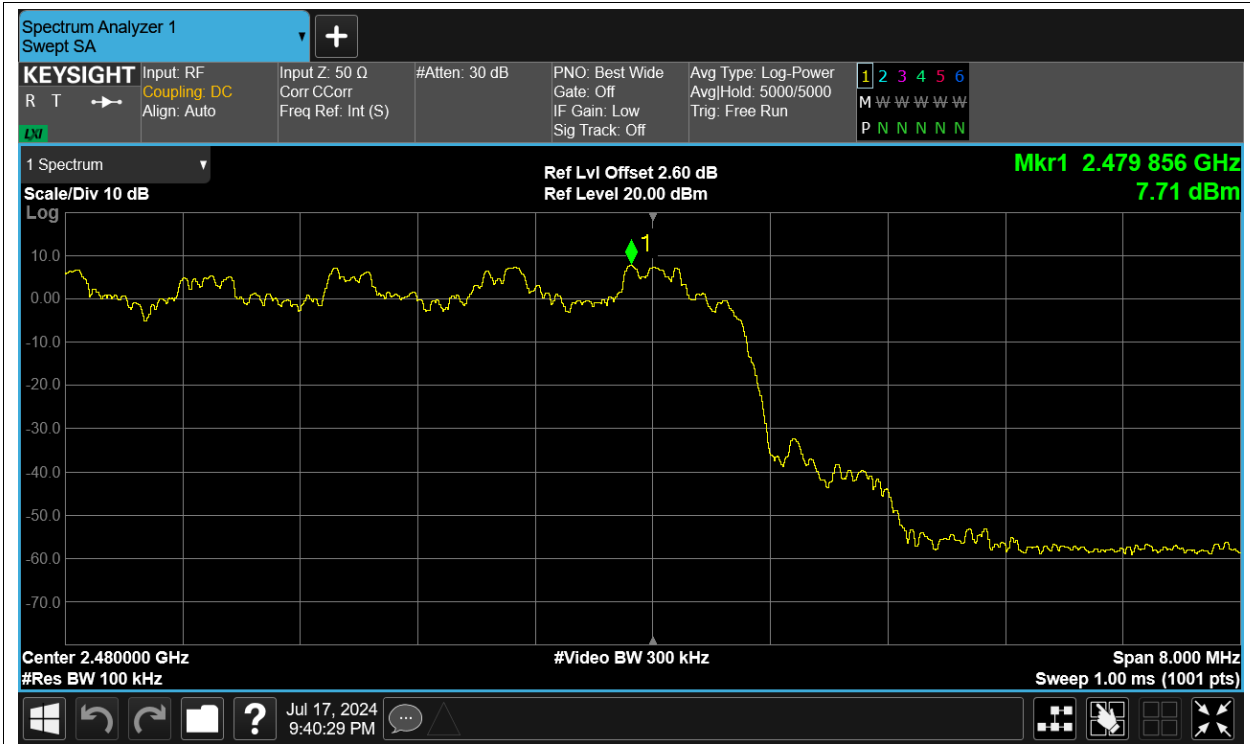 Spectrum Analyzer 1
Swept SA
KEYSIGHT
R T
LXI
Input: RF
Coupling: DC
Align: Auto
Input Z: 50 Ω
Corr CCorr
Freq Ref: Int (S)
#Atten: 30 dB
PNO: Best Wide
Gate: Off
IF Gain: Low
Sig Track: Off
Avg Type: Log-Power
Avg|Hold: 5000/5000
Trig: Free Run
1 2 3 4 5 6
M W W W W W
P N N N N N
1 Spectrum
Scale/Div 10 dB
Log
Ref Lvl Offset 2.60 dB
Ref Level 20.00 dBm
Mkr1 2.479 856 GHz
7.71 dBm
1
10.0
0.00
-10.0
-20.0
-30.0
-40.0
-50.0
-60.0
-70.0
Center 2.480000 GHz
#Video BW 300 kHz
Span 8.000 MHz
#Res BW 100 kHz
Sweep 1.00 ms (1001 pts)
?
Jul 17, 2024
9:40:29 PM